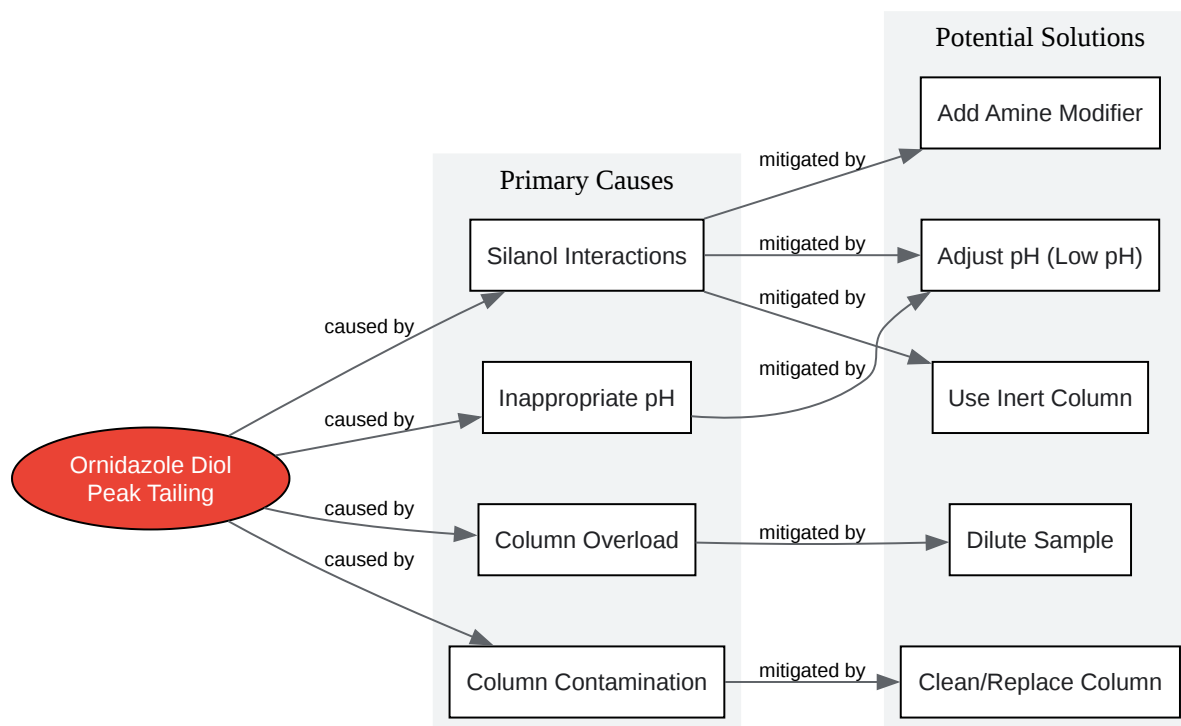 Potential Solutions
Add Amine Modifier
mitigated by
Primary Causes
Silanol Interactions
mitigated by
Adjust pH (Low pH)
mitigated by
caused by
Inappropriate pH
mitigated by
Use Inert Column
caused by
Ornidazole Diol
Peak Tailing
caused by
Column Overload
mitigated by
Dilute Sample
caused by
Column Contamination
mitigated by
Clean/Replace Column